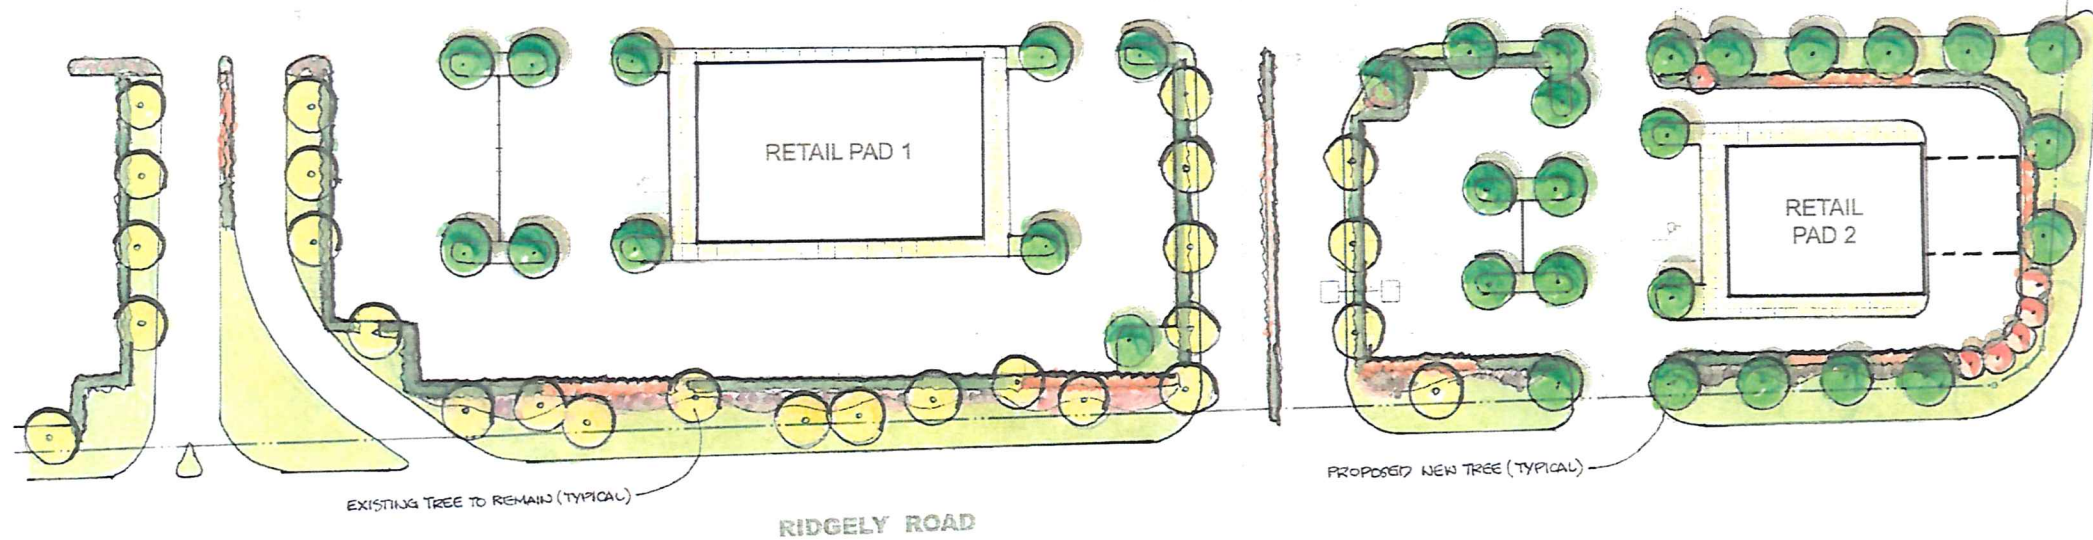 RETAIL PAD 1
RETAIL
PAD 2
EXISTING TREE TO REMAIN (TYPICAL)
PROPOSED NEW TREE (TYPICAL)
RIDGELY ROAD